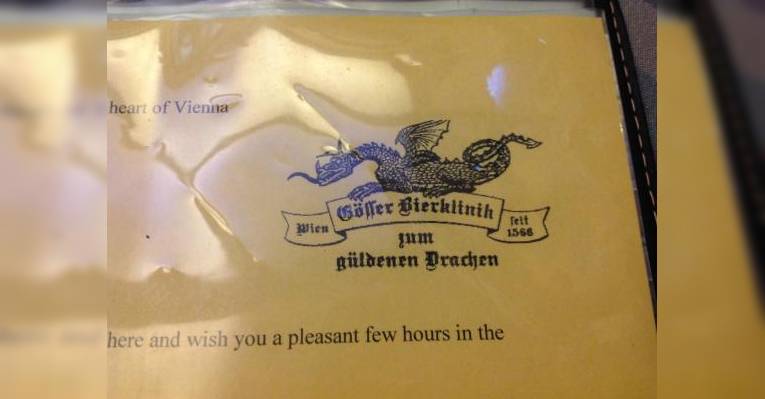 heart of Vienna
Gösser Bierklinik
Wien
seit
1566
zum
güldenen Drachen
here and wish you a pleasant few hours in the